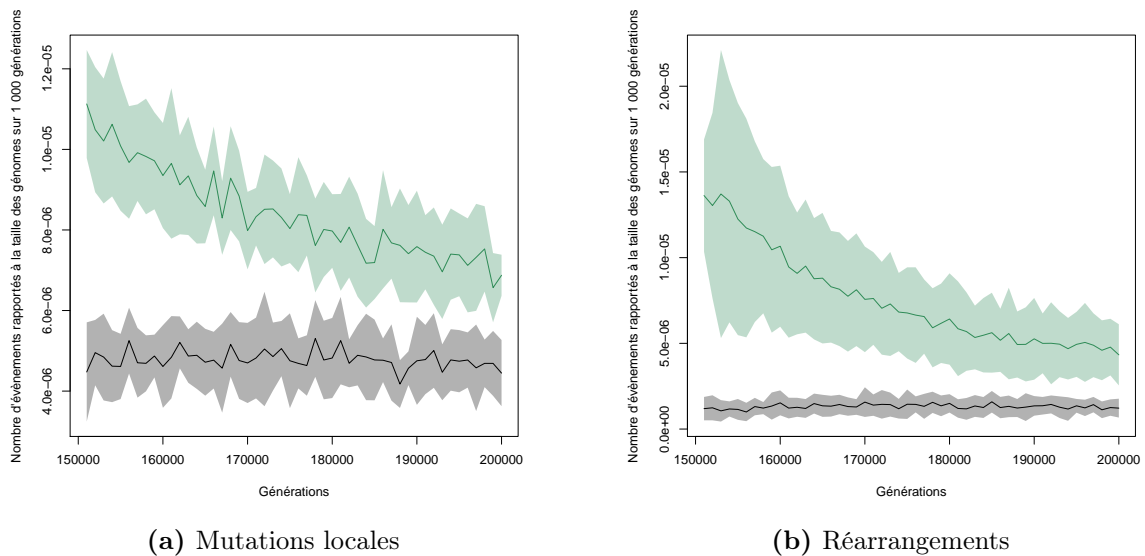 Nombre d'évènements rapportés à la taille des génomes sur 1 000 générations
1.2e−05
1.0e−05
8.0e−06
6.0e−06
4.0e−06
150000 160000 170000 180000 190000 200000
Générations
(a) Mutations locales
Nombre d'évènements rapportés à la taille des génomes sur 1 000 générations
2.0e−05
1.5e−05
1.0e−05
5.0e−06
0.0e+00
150000 160000 170000 180000 190000 200000
Générations
(b) Réarrangements